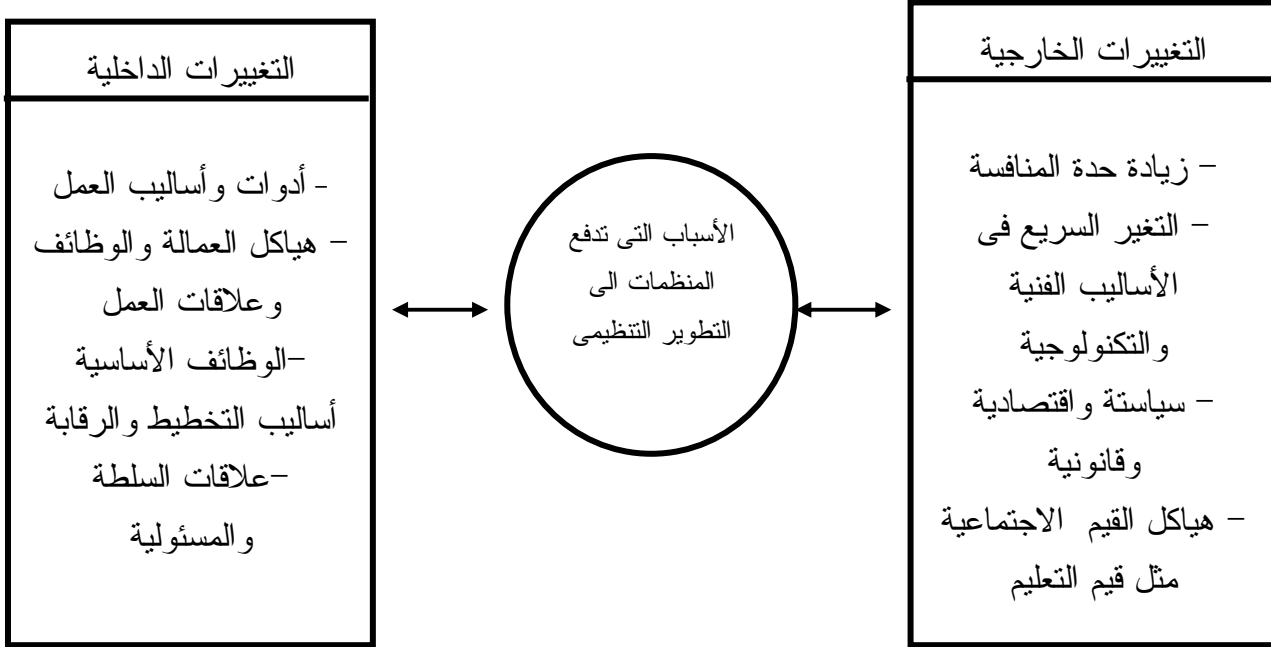 التغييرات الخارجية
– زيادة حدة المنافسة
– التغير السريع فى
الأساليب الفنية
والتكنولوجية
– سياستة واقتصادية
وقانونية
– هياكل القيم الاجتماعية
مثل قيم التعليم
الأسباب التى تدفع
المنظمات الى
التطوير التنظيمى
التغييرات الداخلية
- أدوات وأساليب العمل
– هياكل العمالة والوظائف
وعلاقات العمل
–الوظائف الأساسية
أساليب التخطيط والرقابة
–علاقات السلطة
والمسئولية